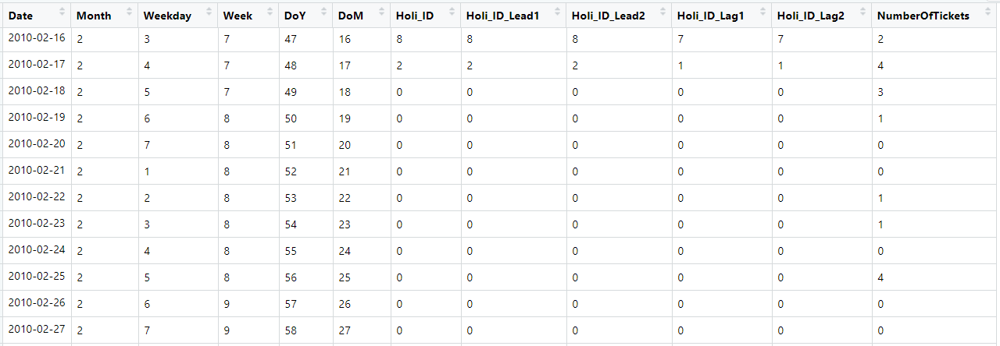 Date Month Weekday Week DoY DoM Holi_ID Holi_ID_Lead1 Holi_ID_Lead2 Holi_ID_Lag1 Holi_ID_Lag2 NumberOfTickets
2010-02-16 2 3 7 47 16 8 8 8 7 7 2
2010-02-17 2 4 7 48 17 2 2 2 1 1 4
2010-02-18 2 5 7 49 18 0 0 0 0 0 3
2010-02-19 2 6 8 50 19 0 0 0 0 0 1
2010-02-20 2 7 8 51 20 0 0 0 0 0 0
2010-02-21 2 1 8 52 21 0 0 0 0 0 0
2010-02-22 2 2 8 53 22 0 0 0 0 0 1
2010-02-23 2 3 8 54 23 0 0 0 0 0 1
2010-02-24 2 4 8 55 24 0 0 0 0 0 0
2010-02-25 2 5 8 56 25 0 0 0 0 0 4
2010-02-26 2 6 9 57 26 0 0 0 0 0 0
2010-02-27 2 7 9 58 27 0 0 0 0 0 0